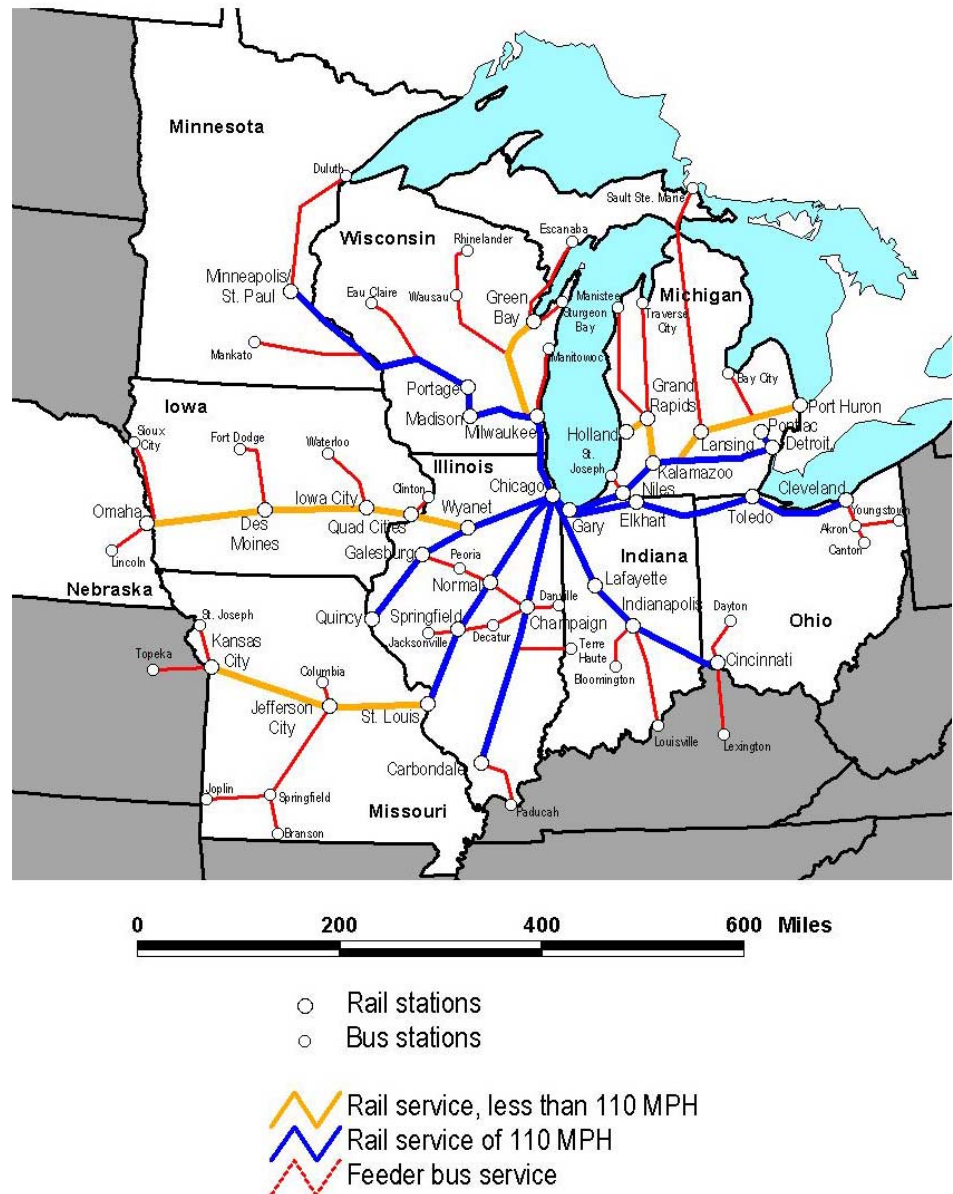 Minnesota
Duluth
Sault Ste. Marie
Wisconsin
Rhinelander
Escanaba
Minneapolis/
St. Paul
Eau Claire
Wausau
Green
Bay
Manistee
Sturgeon
Bay
Michigan
Traverse
City
Mankato
Manitowoc
Bay City
Portage
Grand
Rapids
Port Huron
Iowa
Madison
Milwaukee
Holland
Lansing
Pontiac
Detroit
Sioux
City
Fort Dodge
Waterloo
Illinois
St.
Joseph
Kalamazoo
Chicago
Niles
Cleveland
Iowa City
Clinton
Wyanet
Omaha
Des
Moines
Quad Cities
Gary
Elkhart
Toledo
Youngstown
Akron
Canton
Galesburg
Peoria
Indiana
Lincoln
Nebraska
Normal
Lafayette
Danville
Indianapolis
Dayton
Ohio
St. Joseph
Quincy
Springfield
Champaign
Kansas
City
Jacksonville
Decatur
Topeka
Terre
Haute
Bloomington
Cincinnati
Columbia
Jefferson
City
St. Louis
Louisville
Lexington
Carbondale
Joplin
Springfield
Missouri
Paducah
Branson
0 200 400 600 Miles
Rail stations
Bus stations
Rail service, less than 110 MPH
Rail service of 110 MPH
Feeder bus service